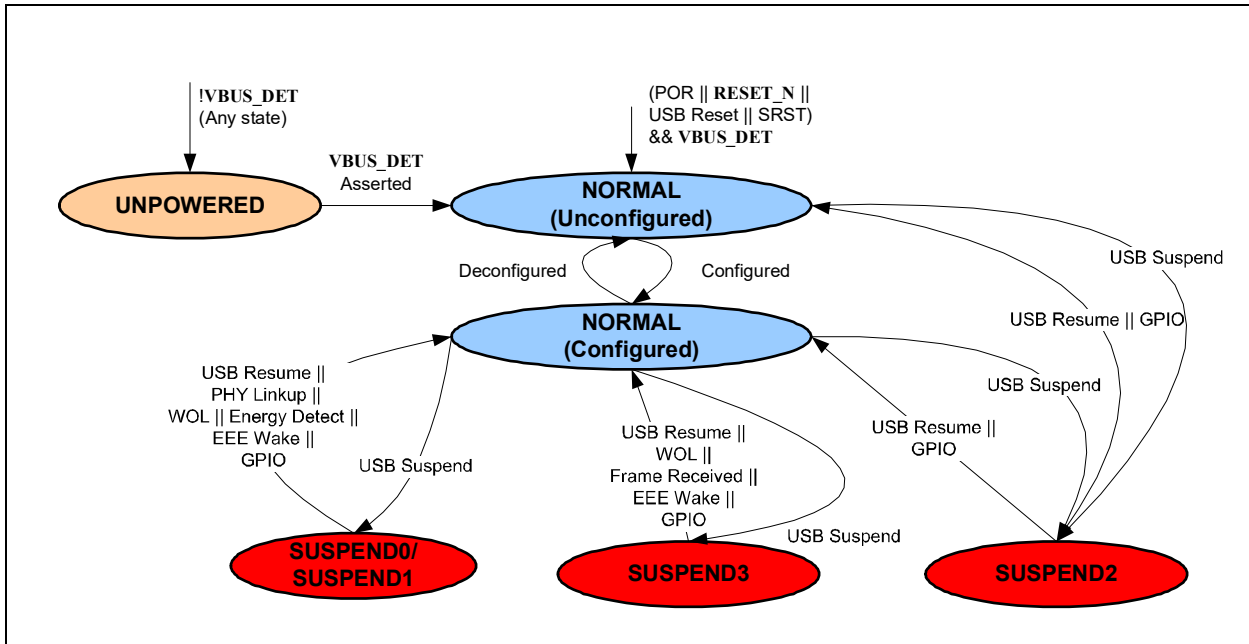 !VBUS_DET
(Any state)
(POR || RESET_N ||
USB Reset || SRST)
&& VBUS_DET
VBUS_DET
Asserted
UNPOWERED
NORMAL
(Unconfigured)
Deconfigured
Configured
USB Suspend
USB Resume || GPIO
NORMAL
(Configured)
USB Resume ||
PHY Linkup ||
WOL || Energy Detect ||
EEE Wake ||
GPIO
USB Suspend
USB Resume ||
WOL ||
Frame Received ||
EEE Wake ||
GPIO
USB Suspend
USB Resume ||
GPIO
USB Suspend
SUSPEND0/
SUSPEND1
SUSPEND3
SUSPEND2